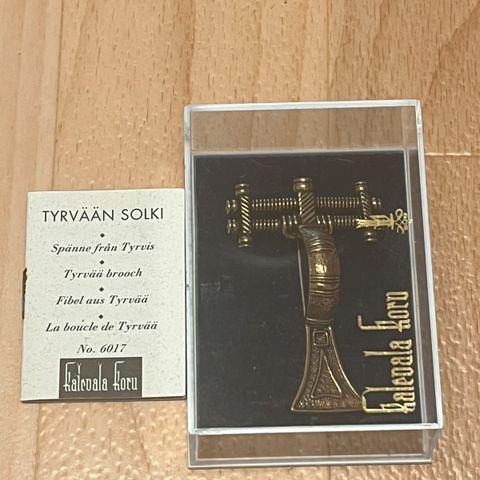 TYRVÄÄN SOLKI
Spänne från Tyrvis
Tyrvää brooch
Fibel aus Tyrvää
La boucle de Tyrvää
No. 6017
Kalevala Koru
Kalevala Koru